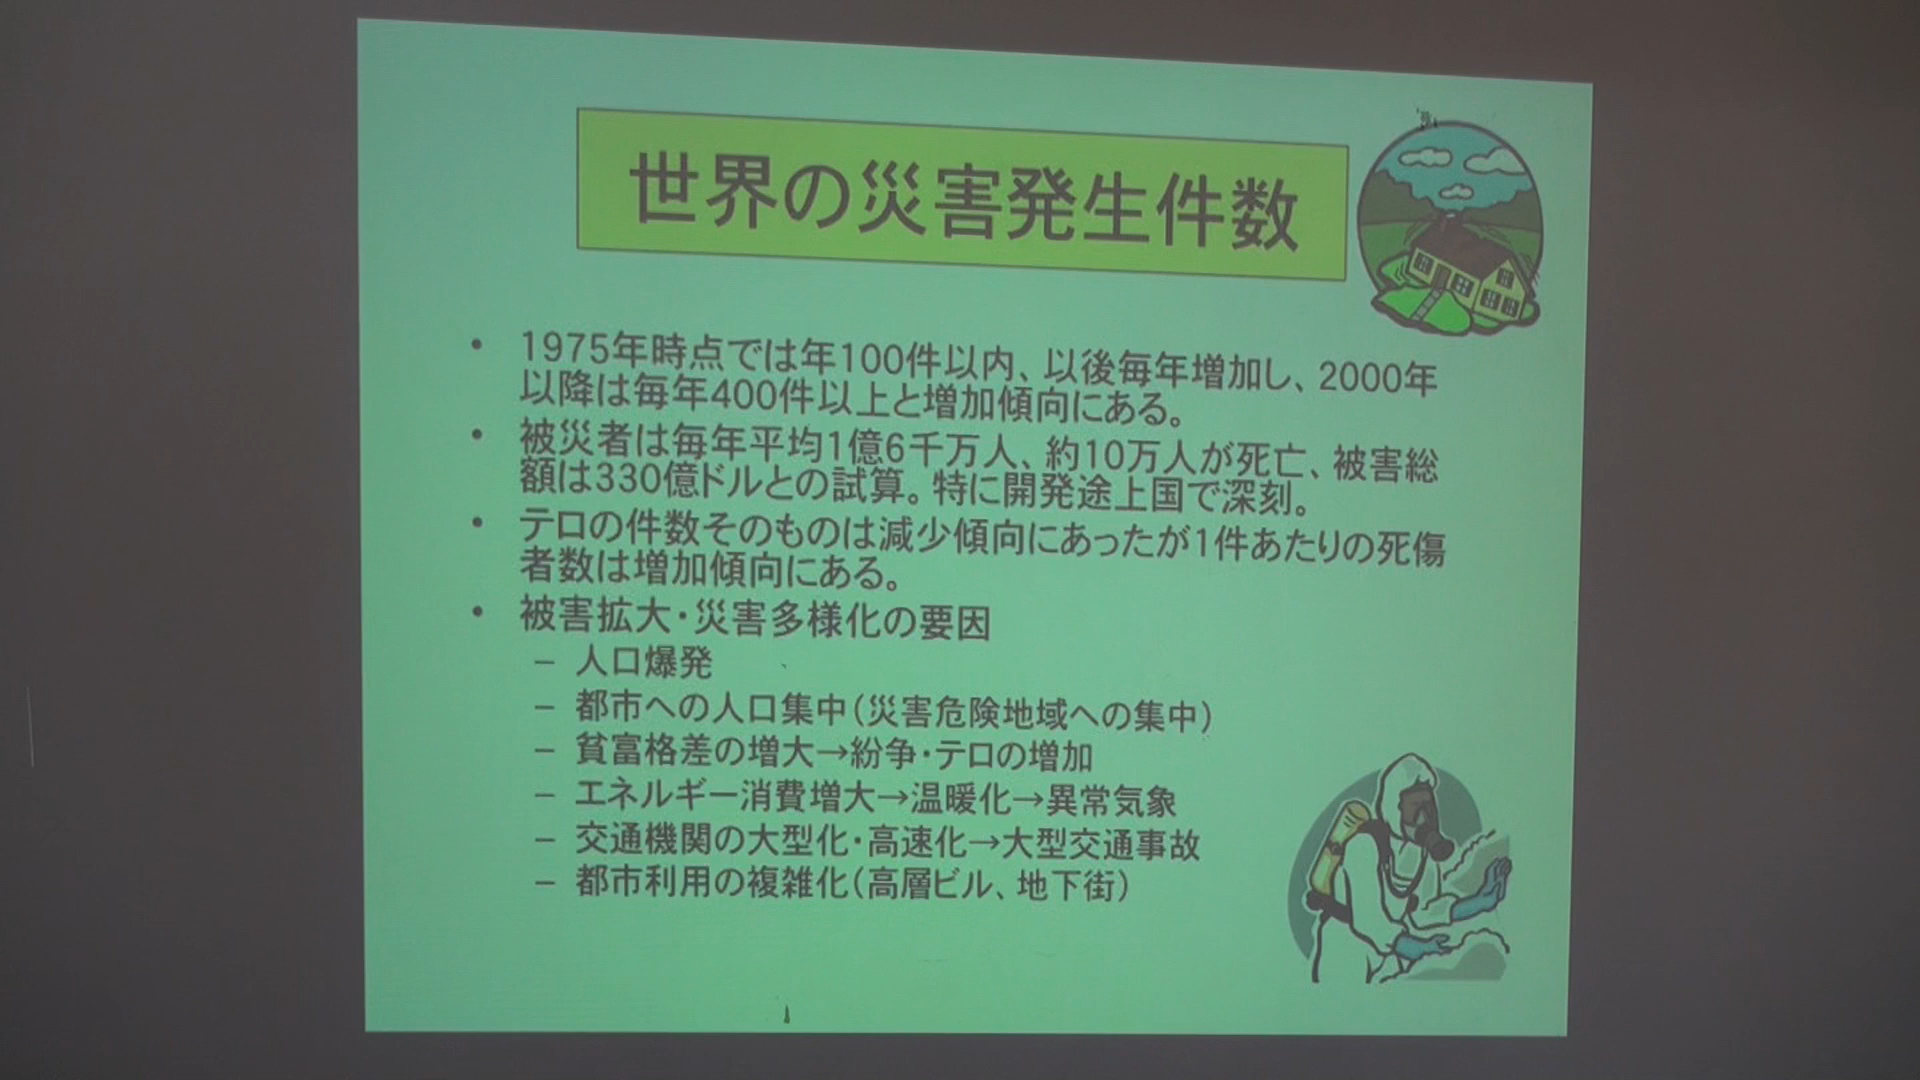 世界の災害発生件数
• 1975年時点では年100件以内、以後毎年増加し、2000年
以降は毎年400件以上と増加傾向にある。
• 被災者は毎年平均1億6千万人、約10万人が死亡、被害総
額は330億ドルとの試算。特に開発途上国で深刻。
• テロの件数そのものは減少傾向にあったが1件あたりの死傷
者数は増加傾向にある。
• 被害拡大・災害多様化の要因
– 人口爆発
– 都市への人口集中(災害危険地域への集中)
– 貧富格差の増大→紛争・テロの増加
– エネルギー消費増大→温暖化→異常気象
– 交通機関の大型化・高速化→大型交通事故
– 都市利用の複雑化(高層ビル、地下街)